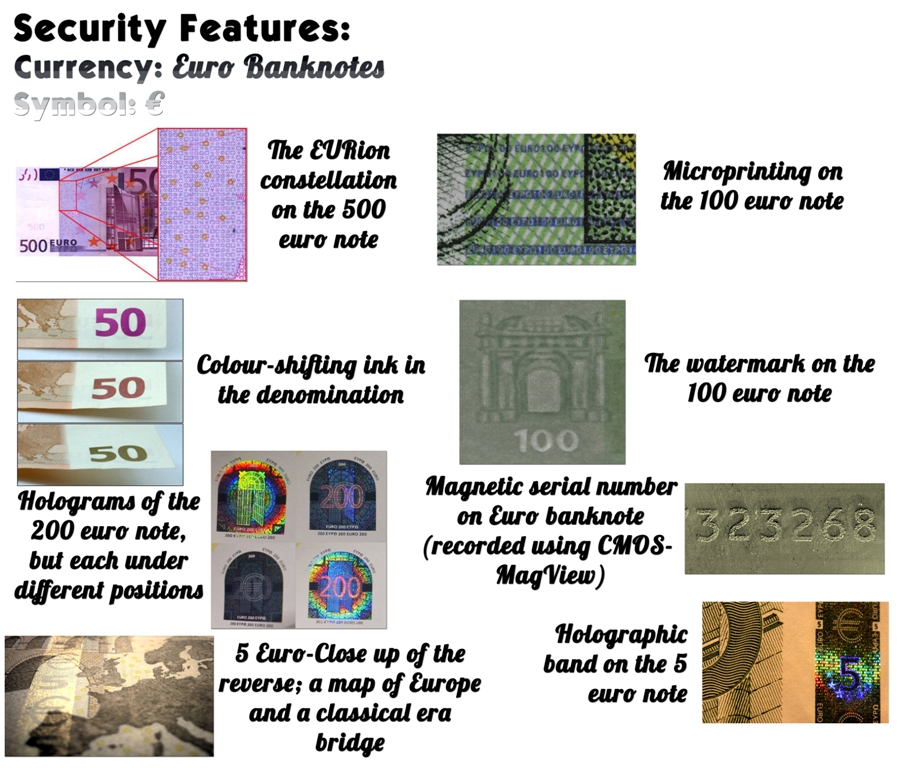 Security Features:
Currency: Euro Banknotes
Symbol: €
The EURion
constellation
on the 500
euro note
500 EURO
Microprinting on
the 100 euro note
50
50
50
Colour-shifting ink in
the denomination
100
The watermark on the
100 euro note
Holograms of the
200 euro note,
but each under
different positions
200
200
Magnetic serial number
on Euro banknote
(recorded using CMOS-
MagView)
323268
5 Euro-Close up of the
reverse; a map of Europe
and a classical era
bridge
Holographic
band on the 5
euro note
5